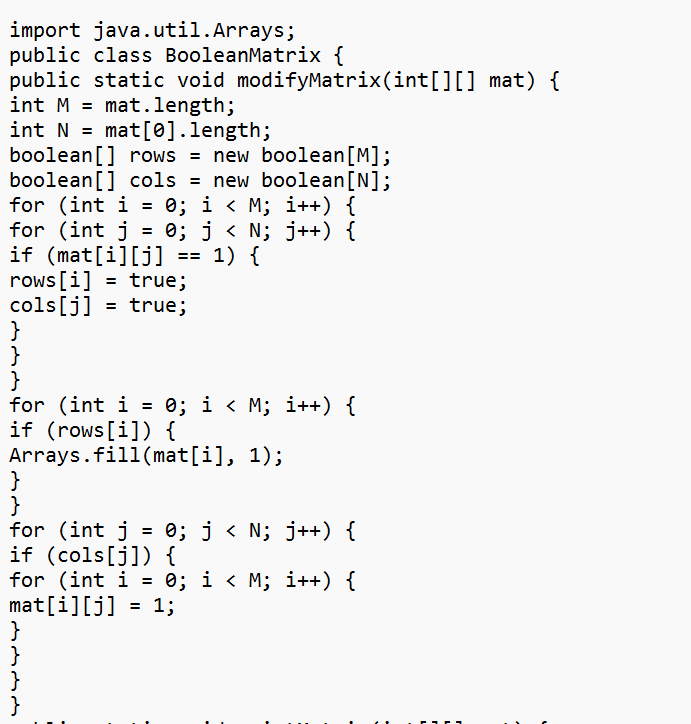 import java.util.Arrays;
public class BooleanMatrix {
public static void modifyMatrix(int[][] mat) {
int M = mat.length;
int N = mat[0].length;
boolean[] rows = new boolean[M];
boolean[] cols = new boolean[N];
for (int i = 0; i < M; i++) {
for (int j = 0; j < N; j++) {
if (mat[i][j] == 1) {
rows[i] = true;
cols[j] = true;
}
}
}
for (int i = 0; i < M; i++) {
if (rows[i]) {
Arrays.fill(mat[i], 1);
}
}
for (int j = 0; j < N; j++) {
if (cols[j]) {
for (int i = 0; i < M; i++) {
mat[i][j] = 1;
}
}
}
}